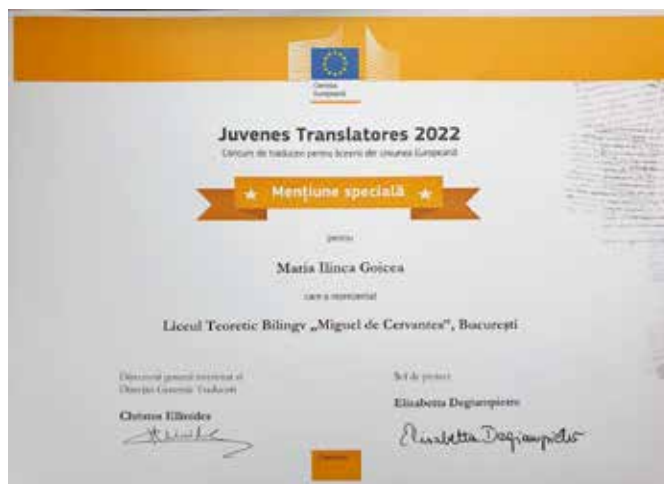 Comisia
Europeană
Juvenes Translatores 2022
Concurs de traduceri pentru liceenii din Uniunea Europeană
Mențiune specială
pentru
Maria Ilinca Goicea
care a reprezentat
Liceul Teoretic Bilingv „Miguel de Cervantes”, București
Directorul general interimar al
Direcției Generale Traduceri
Christos Ellinides
Șef de proiect
Elisabetta Degiampietro
Elisabetta Degiampietro